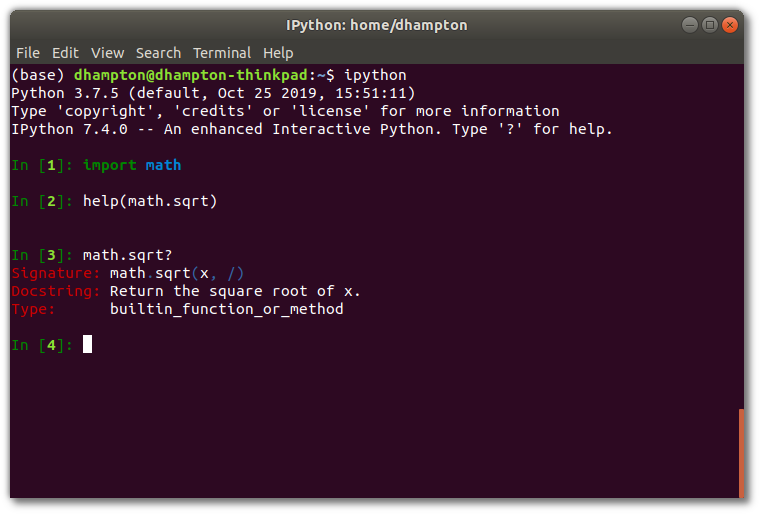 IPython: home/dhampton
File Edit View Search Terminal Help
(base) dhampton@dhampton-thinkpad:~$ ipython
Python 3.7.5 (default, Oct 25 2019, 15:51:11)
Type 'copyright', 'credits' or 'license' for more information
IPython 7.4.0 -- An enhanced Interactive Python. Type '?' for help.
In [1]: import math
In [2]: help(math.sqrt)
In [3]: math.sqrt?
Signature: math.sqrt(x, /)
Docstring: Return the square root of x.
Type:      builtin_function_or_method
In [4]: